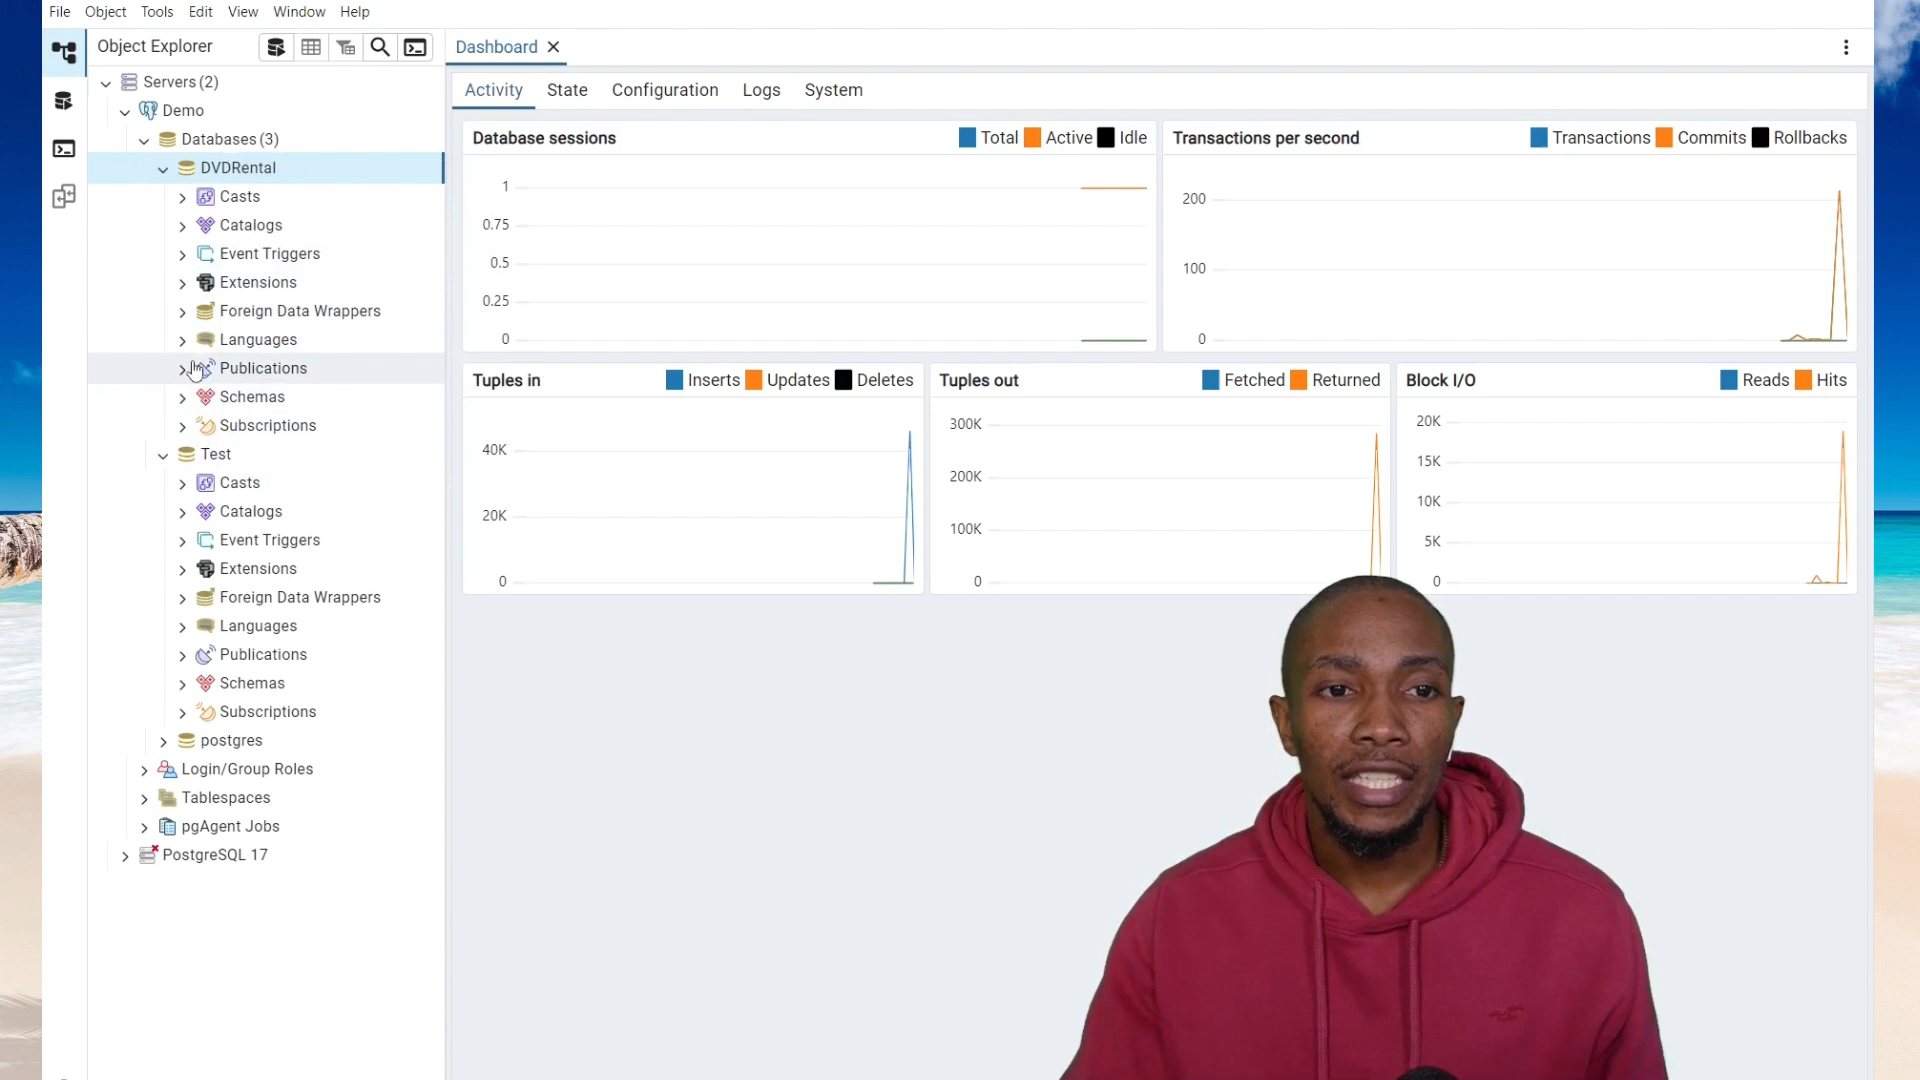 File Object Tools Edit View Window Help
Object Explorer
Servers (2)
Demo
Databases (3)
DVDRental
Casts
Catalogs
Event Triggers
Extensions
Foreign Data Wrappers
Languages
Publications
Schemas
Subscriptions
Test
Casts
Catalogs
Event Triggers
Extensions
Foreign Data Wrappers
Languages
Publications
Schemas
Subscriptions
postgres
Login/Group Roles
Tablespaces
pgAgent Jobs
PostgreSQL 17
Dashboard
Activity State Configuration Logs System
Database sessions Total Active Idle
1
0.75
0.5
0.25
0
Transactions per second Transactions Commits Rollbacks
200
100
0
Tuples in Inserts Updates Deletes
40K
20K
0
Tuples out Fetched Returned
300K
200K
100K
0
Block I/O Reads Hits
20K
15K
10K
5K
0